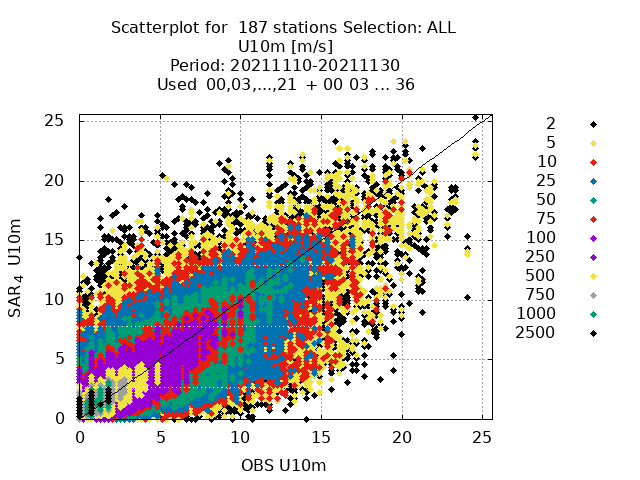 Scatterplot for 187 stations Selection: ALL
U10m [m/s]
Period: 20211110-20211130
Used 00,03,...,21 + 00 03 ... 36
25
20
15
10
5
0
0 5 10 15 20 25
SAR4 U10m
OBS U10m
2
5
10
25
50
75
100
250
500
750
1000
2500